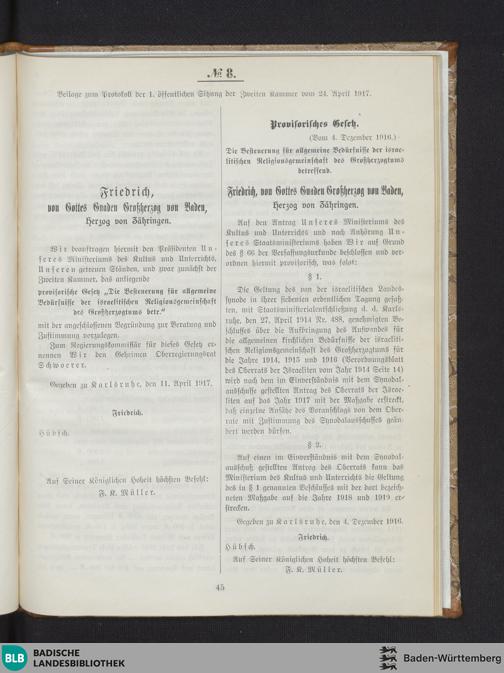 № 8.
Beilage zum Protokoll der 1. öffentlichen Sitzung der Zweiten Kammer vom 24. April 1917.
Friedrich,
von Gottes Gnaden Großherzog von Baden,
Herzog von Zähringen.
Wir beauftragen hiermit den Präsidenten Un-
seres Ministeriums des Kultus und Unterrichts,
Unseren getreuen Ständen, und zwar zunächst der
Zweiten Kammer, das anliegende
provisorische Gesetz „Die Besteuerung für allgemeine
Bedürfnisse der israelitischen Religionsgemeinschaft
des Großherzogtums betr.“
mit der angeschlossenen Begründung zur Beratung und
Zustimmung vorzulegen.
Zum Regierungskommissär für dieses Gesetz er-
nennen Wir den Geheimen Oberregierungsrat
Schwoerer.
Gegeben zu Karlsruhe, den 11. April 1917.
Friedrich.
Hübsch.
Auf Seiner Königlichen Hoheit höchsten Befehl:
F. K. Müller.
Provisorisches Gesetz.
(Vom 4. Dezember 1916.)
Die Besteuerung für allgemeine Bedürfnisse der israe-
litischen Religionsgemeinschaft des Großherzogtums
betreffend.
Friedrich, von Gottes Gnaden Großherzog von Baden,
Herzog von Zähringen.
Auf den Antrag Unseres Ministeriums des
Kultus und Unterrichts und nach Anhörung Un-
seres Staatsministeriums haben Wir auf Grund
des § 66 der Verfassungsurkunde beschlossen und ver-
ordnen hiermit provisorisch, was folgt:
§ 1.
Die Geltung des von der israelitischen Landes-
synode in ihrer siebenten ordentlichen Tagung gefaß-
ten, mit Staatsministerialentschließung d. d. Karls-
ruhe, den 27. April 1914 Nr. 488, genehmigten Be-
schlusses über die Aufbringung des Aufwandes für
die allgemeinen kirchlichen Bedürfnisse der israeliti-
schen Religionsgemeinschaft des Großherzogtums für
die Jahre 1914, 1915 und 1916 (Verordnungsblatt
des Oberrats der Israeliten vom Jahr 1914 Seite 14)
wird nach dem im Einverständnis mit dem Synodal-
ausschusse gestellten Antrag des Oberrats der Israe-
liten auf das Jahr 1917 mit der Maßgabe erstreckt,
daß einzelne Ansätze des Voranschlags von dem Ober-
rate mit Zustimmung des Synodalausschusses geän-
dert werden dürfen.
§ 2.
Auf einen im Einverständnis mit dem Synodal-
ausschuß gestellten Antrag des Oberrats kann das
Ministerium des Kultus und Unterrichts die Geltung
des in § 1 genannten Beschlusses mit der dort bezeich-
neten Maßgabe auf die Jahre 1918 und 1919 er-
strecken.
Gegeben zu Karlsruhe, den 4. Dezember 1916.
Friedrich.
Hübsch.
Auf Seiner Königlichen Hoheit höchsten Befehl:
F. K. Müller.
45
BLB
BADISCHE
LANDESBIBLIOTHEK
Baden-Württemberg